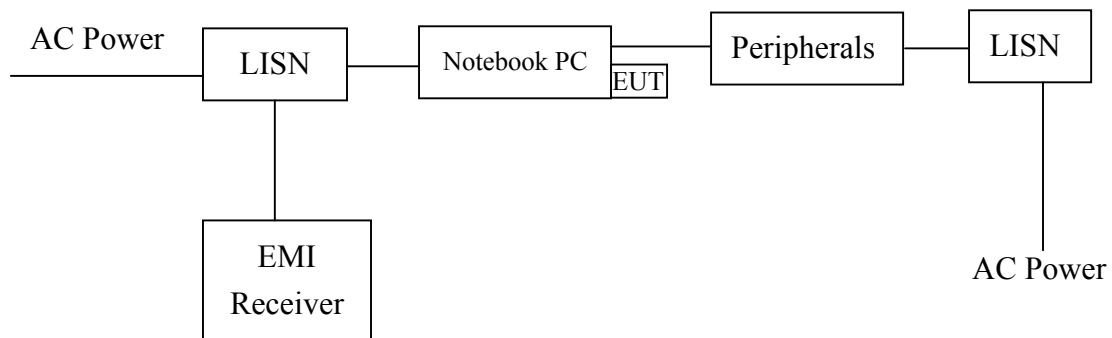 AC Power
LISN
Notebook PC
EUT
Peripherals
LISN
EMI
Receiver
AC Power